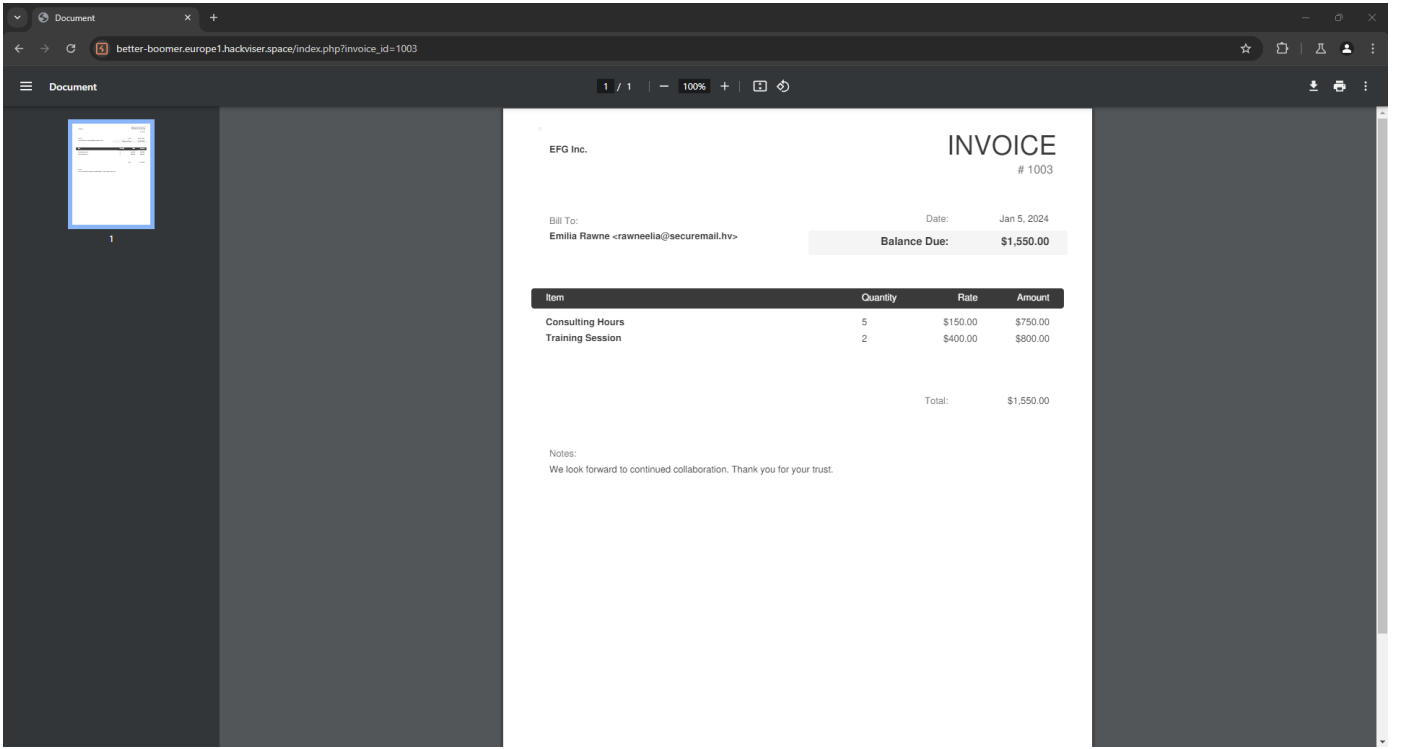 Document
better-boomer.europe1.hackviser.space/index.php?invoice_id=1003
Document 1 / 1 100%
1
EFG Inc.
INVOICE
# 1003
Bill To:
Emilia Rawne <rawneelia@securemail.hv>
Date: Jan 5, 2024
Balance Due: $1,550.00
Item Quantity Rate Amount
Consulting Hours 5 $150.00 $750.00
Training Session 2 $400.00 $800.00
Total: $1,550.00
Notes:
We look forward to continued collaboration. Thank you for your trust.